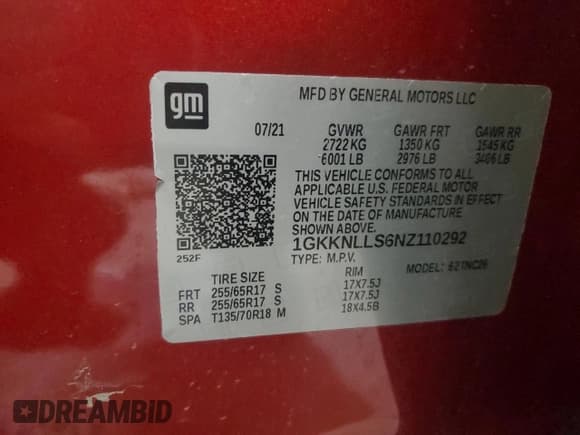 gm
MFD BY GENERAL MOTORS LLC
07/21 GVWR GAWR FRT GAWR RR
2722 KG 1350 KG 1545 KG
6001 LB 2976 LB 3406 LB
THIS VEHICLE CONFORMS TO ALL
APPLICABLE U.S. FEDERAL MOTOR
VEHICLE SAFETY STANDARDS IN EFFECT
ON THE DATE OF MANUFACTURE
SHOWN ABOVE.
1GKKNLLS6NZ110292
252F
TYPE: M.P.V. MODEL:
TIRE SIZE RIM
FRT 255/65R17 S 17X7.5J
RR 255/65R17 S 17X7.5J
SPA T135/70R18 M 18X4.5B
DREAMBID